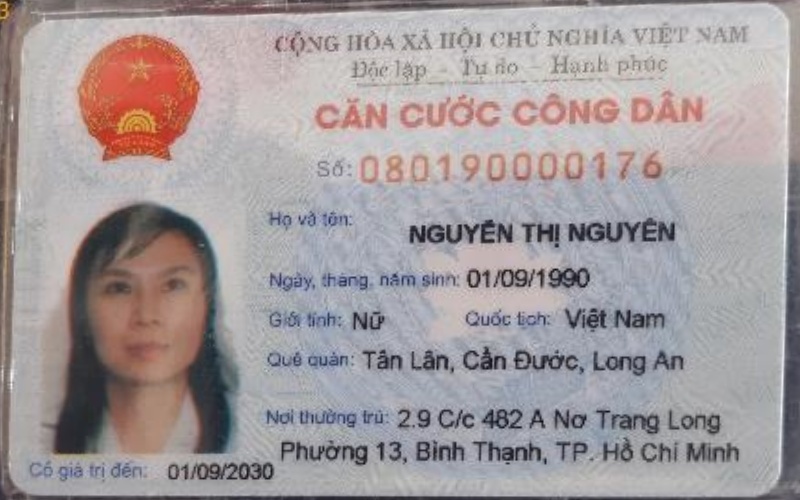 CỘNG HÒA XÃ HỘI CHỦ NGHĨA VIỆT NAM
Độc lập - Tự do - Hạnh phúc
CĂN CƯỚC CÔNG DÂN
Số: 080190000176
Họ và tên: NGUYỄN THỊ NGUYÊN
Ngày, tháng, năm sinh: 01/09/1990
Giới tính: Nữ Quốc tịch: Việt Nam
Quê quán: Tân Lân, Cần Đước, Long An
Nơi thường trú: 2.9 C/c 482 A Nơ Trang Long
Phường 13, Bình Thạnh, TP. Hồ Chí Minh
Có giá trị đến: 01/09/2030